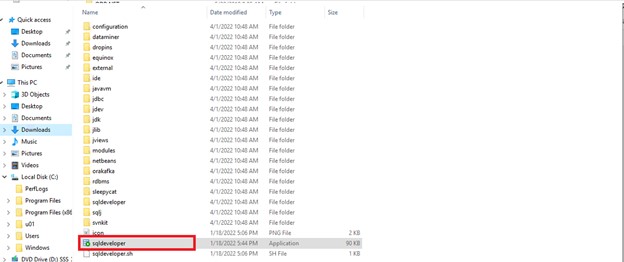 Name Date modified Type Size
Quick access
Desktop
Downloads
Documents
Pictures
This PC
3D Objects
Desktop
Documents
Downloads
Music
Pictures
Videos
Local Disk (C:)
PerfLogs
Program Files
Program Files (x86
u01
Users
Windows
DVD Drive (D:) SSS
configuration 4/1/2022 10:48 AM File folder
dataminer 4/1/2022 10:48 AM File folder
dropins 4/1/2022 10:48 AM File folder
equinox 4/1/2022 10:48 AM File folder
external 4/1/2022 10:48 AM File folder
ide 4/1/2022 10:48 AM File folder
javavm 4/1/2022 10:48 AM File folder
jdbc 4/1/2022 10:48 AM File folder
jdev 4/1/2022 10:48 AM File folder
jdk 4/1/2022 10:48 AM File folder
jlib 4/1/2022 10:48 AM File folder
jviews 4/1/2022 10:48 AM File folder
modules 4/1/2022 10:48 AM File folder
netbeans 4/1/2022 10:48 AM File folder
orakafka 4/1/2022 10:48 AM File folder
rdbms 4/1/2022 10:48 AM File folder
sleepycat 4/1/2022 10:48 AM File folder
sqldeveloper 4/1/2022 10:48 AM File folder
sqlj 4/1/2022 10:48 AM File folder
svnkit 4/1/2022 10:48 AM File folder
icon 1/18/2022 5:06 PM PNG File 2 KB
sqldeveloper 1/18/2022 5:44 PM Application 90 KB
sqldeveloper.sh 1/18/2022 5:06 PM SH File 1 KB